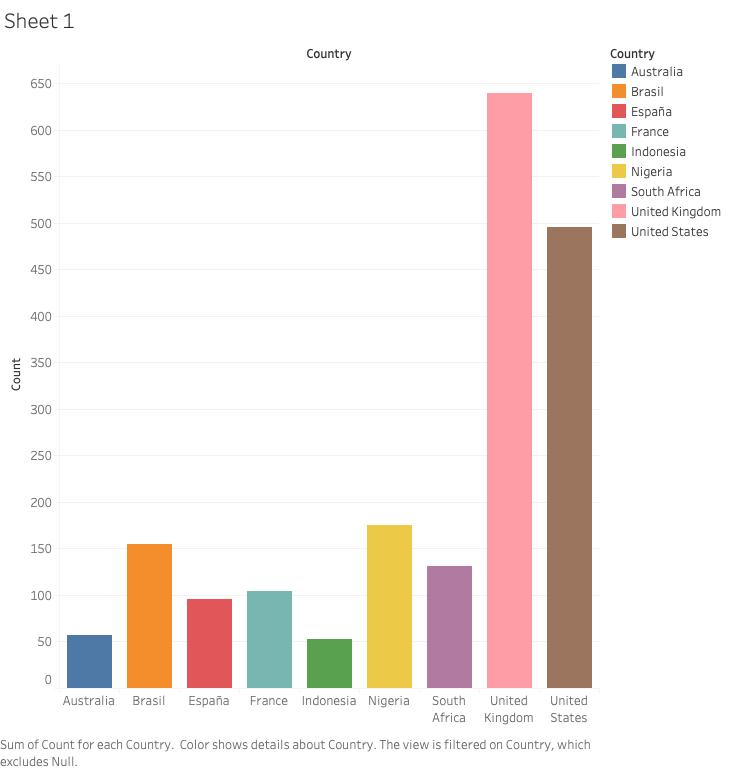 Sheet 1
Country
Country
Australia
Brasil
España
France
Indonesia
Nigeria
South Africa
United Kingdom
United States
650
600
550
500
450
400
350
300
250
200
150
100
50
0
Count
Australia Brasil España France Indonesia Nigeria South Africa United Kingdom United States
Sum of Count for each Country.  Color shows details about Country. The view is filtered on Country, which
excludes Null.